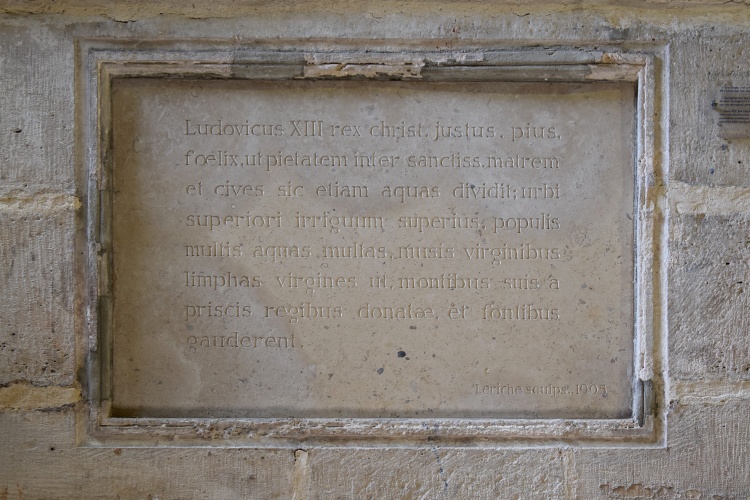 Ludovicus XIII rex christ. justus, pius,
fœlix, ut pietatem inter sanctiss. matrem
et cives sic etiam aquas dividit; urbi
superiori irriguum superius, populis
multis aquas multas, musis virginibus
limphas virgines ut, montibus suis à
priscis regibus donatæ, et fontibus
gauderent.
Leriche sculps., 1995